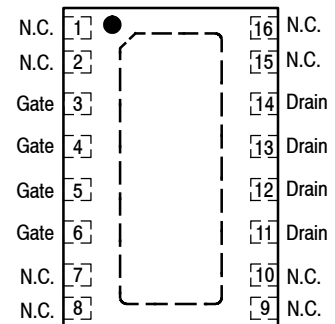 N.C. 1 16 N.C.
N.C. 2 15 N.C.
Gate 3 14 Drain
Gate 4 13 Drain
Gate 5 12 Drain
Gate 6 11 Drain
N.C. 7 10 N.C.
N.C. 8 9 N.C.